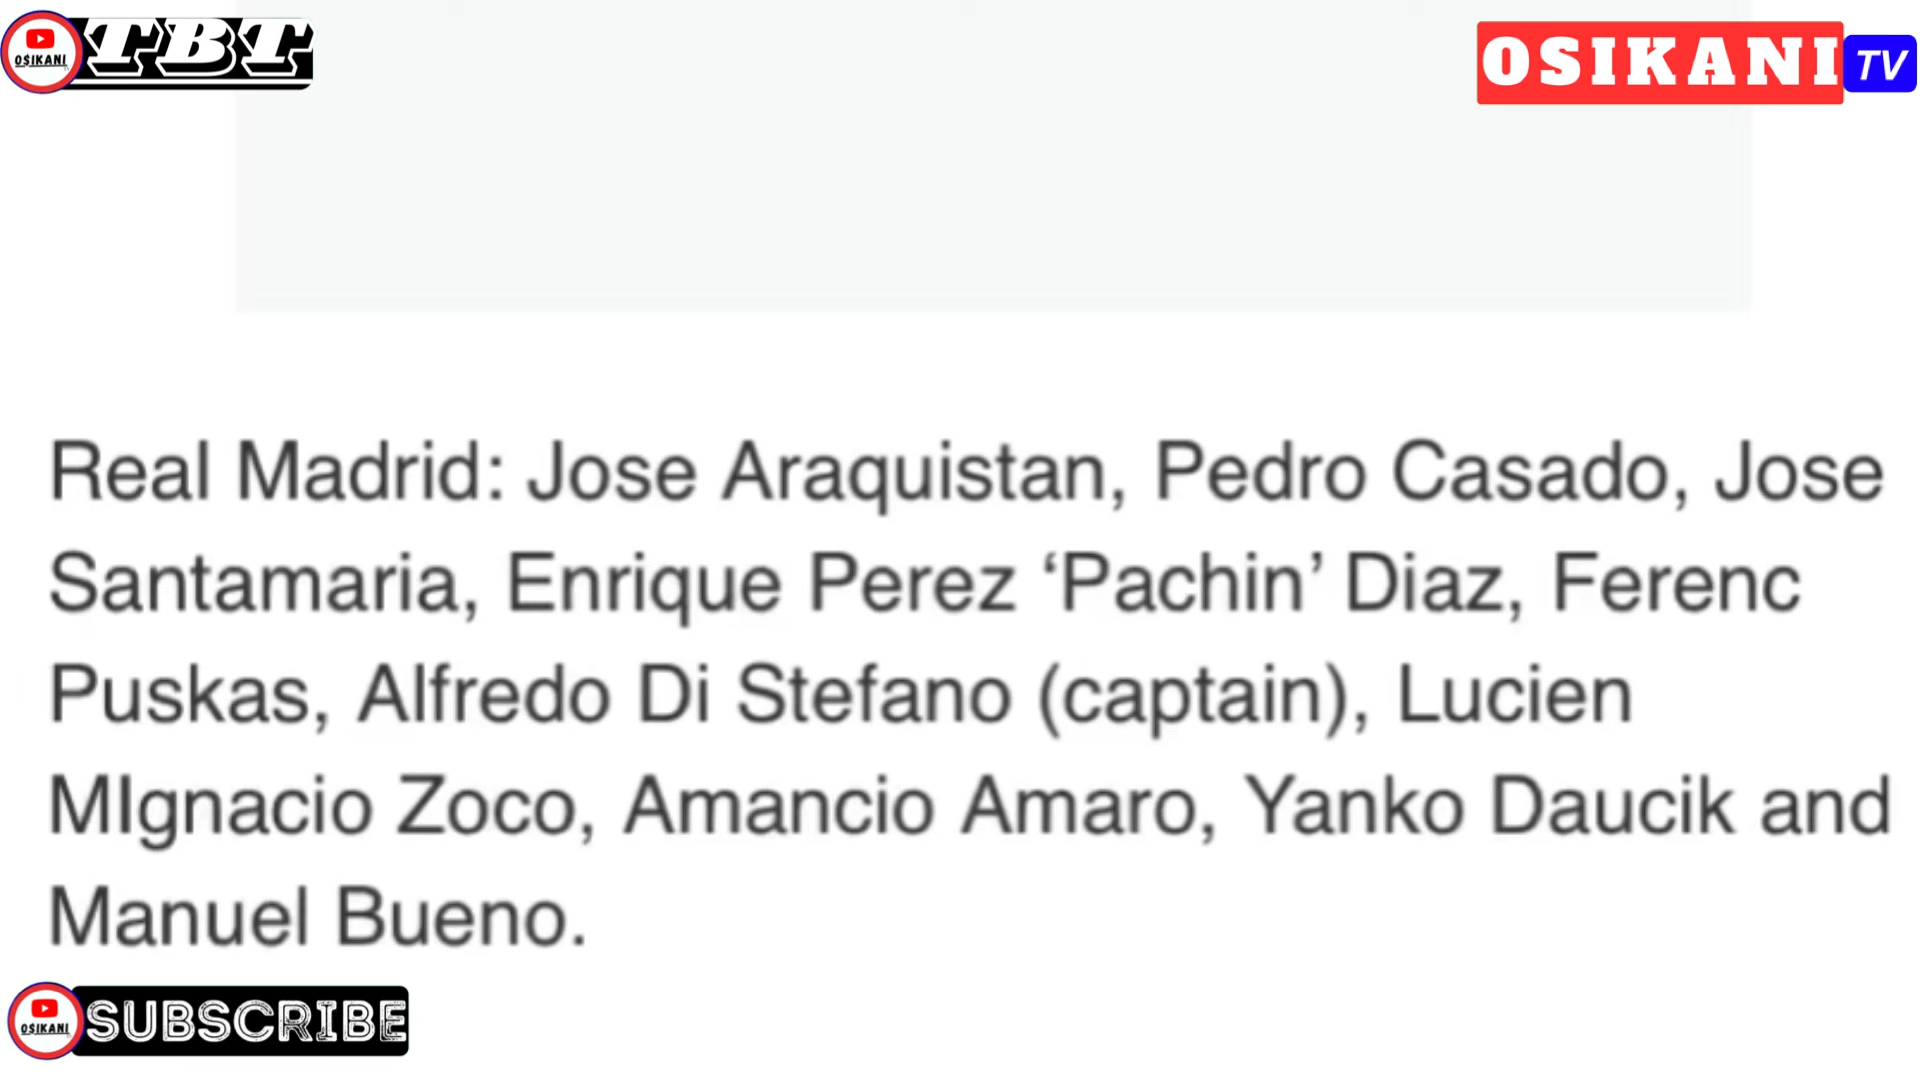 OSIKANI TBT
OSIKANI TV
Real Madrid: Jose Araquistan, Pedro Casado, Jose
Santamaria, Enrique Perez ‘Pachin’ Diaz, Ferenc
Puskas, Alfredo Di Stefano (captain), Lucien
MIgnacio Zoco, Amancio Amaro, Yanko Daucik and
Manuel Bueno.
OSIKANI SUBSCRIBE